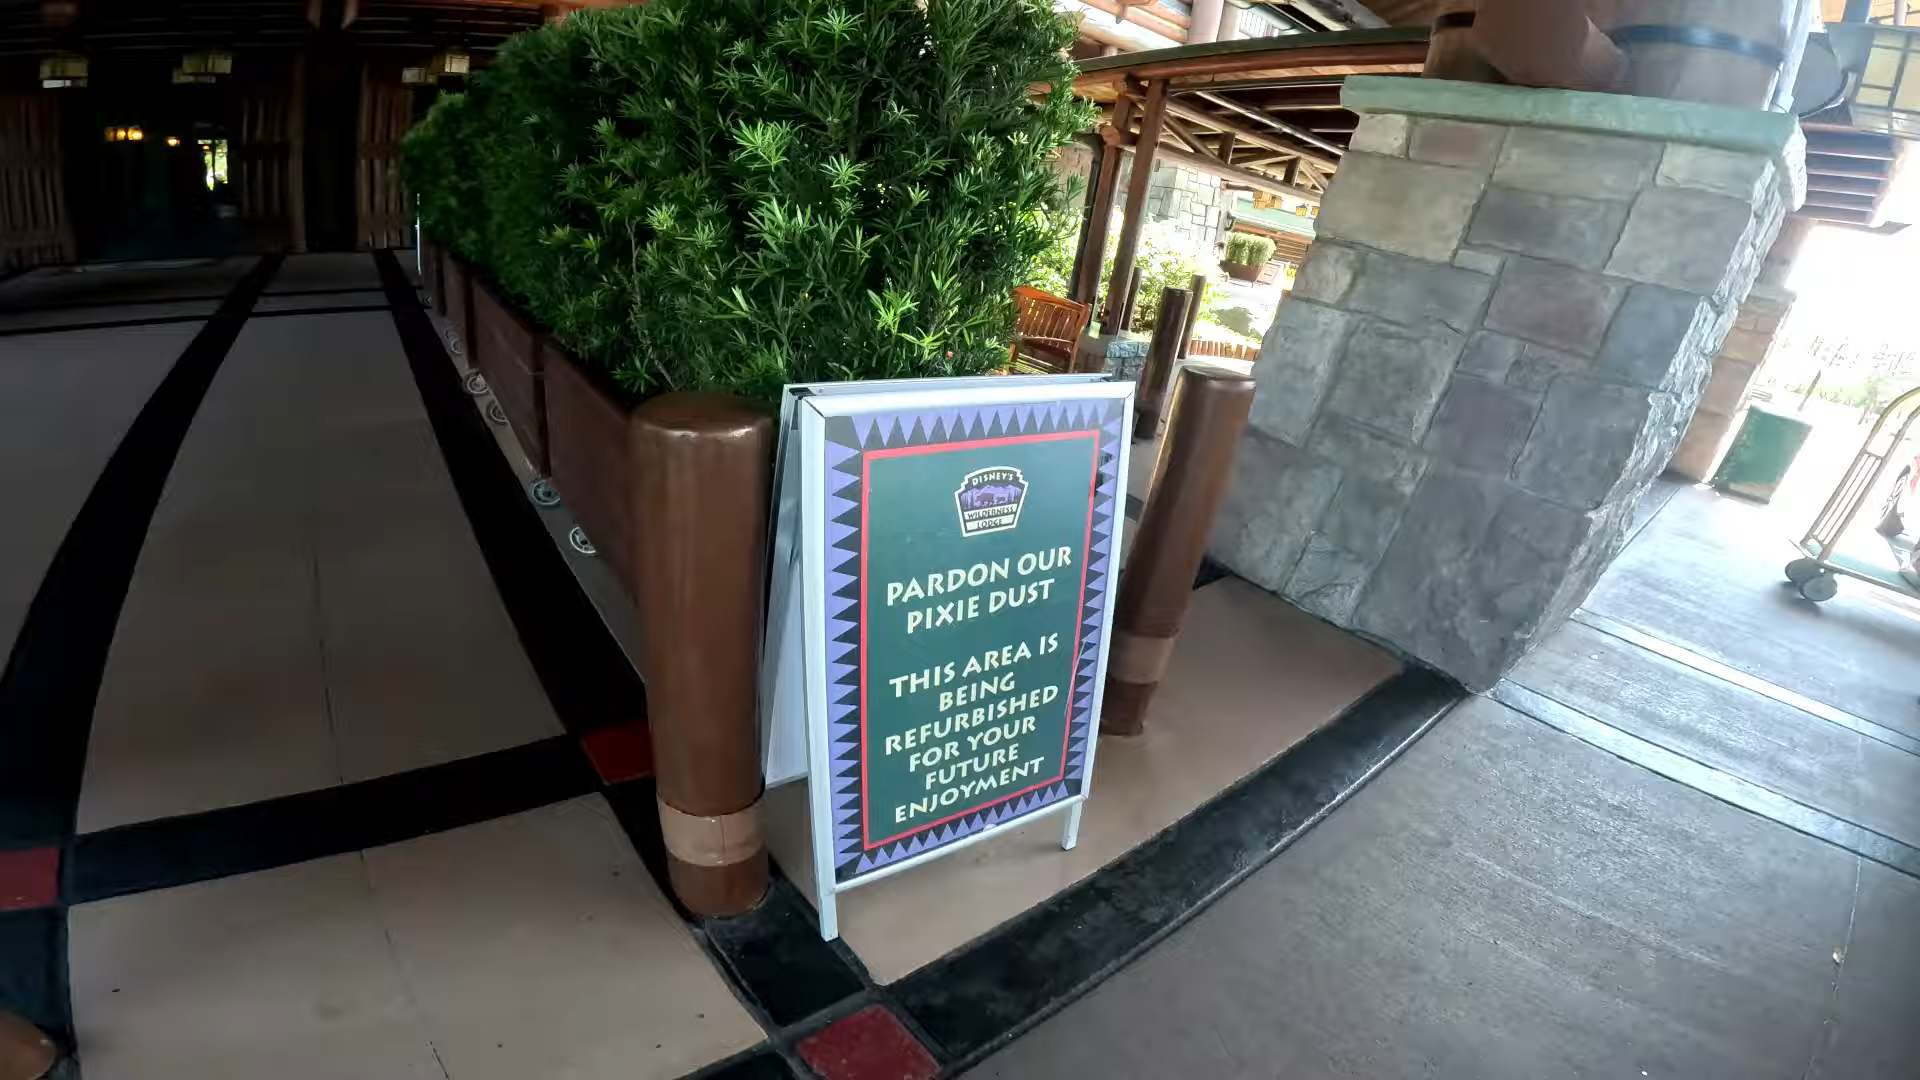 DISNEY'S
WILDERNESS
LODGE
PARDON OUR
PIXIE DUST
THIS AREA IS
BEING
REFURBISHED
FOR YOUR
FUTURE
ENJOYMENT